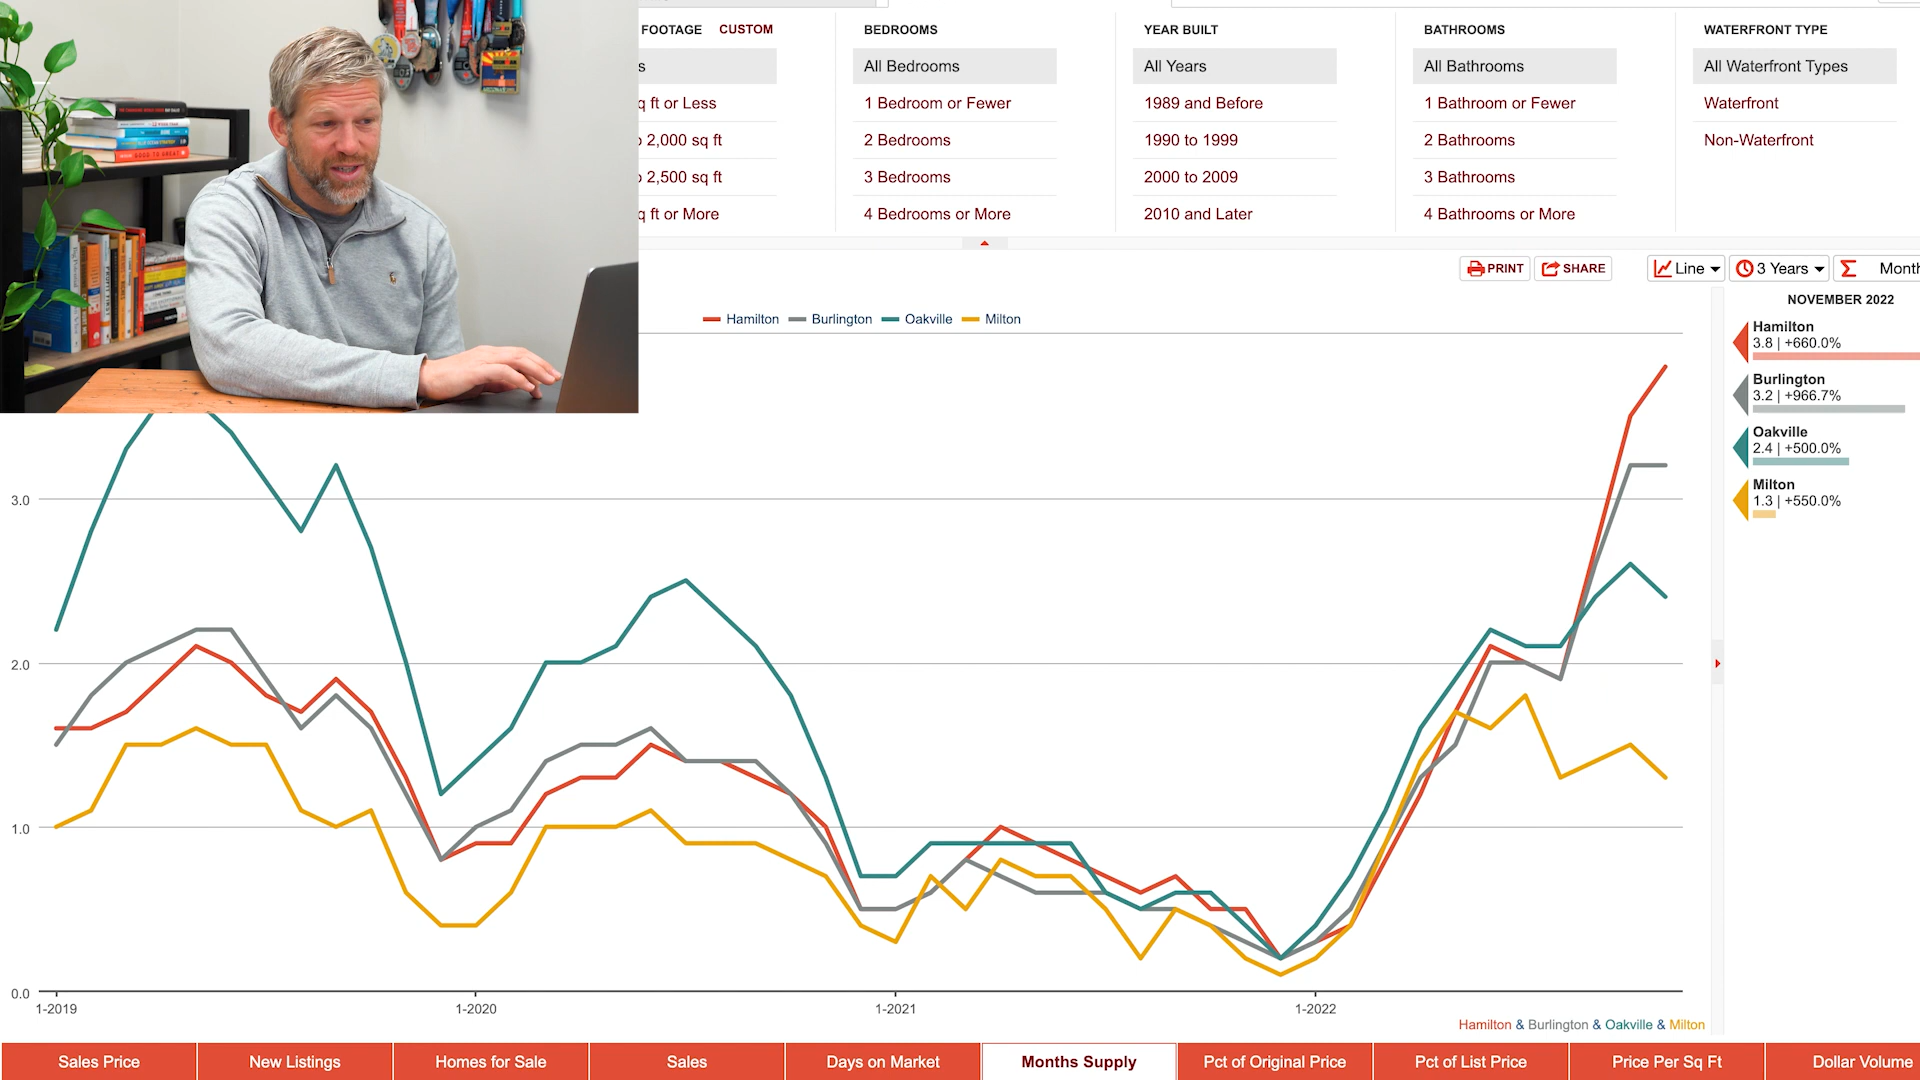 FOOTAGE CUSTOM
BEDROOMS
YEAR BUILT
BATHROOMS
WATERFRONT TYPE
s
All Bedrooms
All Years
All Bathrooms
All Waterfront Types
q ft or Less
1 Bedroom or Fewer
1989 and Before
1 Bathroom or Fewer
Waterfront
2,000 sq ft
2 Bedrooms
1990 to 1999
2 Bathrooms
Non-Waterfront
2,500 sq ft
3 Bedrooms
2000 to 2009
3 Bathrooms
q ft or More
4 Bedrooms or More
2010 and Later
4 Bathrooms or More
GOOD TO GREAT
PRINT
SHARE
Line
3 Years
Σ Month
NOVEMBER 2022
Hamilton Burlington Oakville Milton
Hamilton
3.8 | +660.0%
Burlington
3.2 | +966.7%
Oakville
2.4 | +500.0%
Milton
1.3 | +550.0%
3.0
2.0
1.0
0.0
1-2019
1-2020
1-2021
1-2022
Hamilton & Burlington & Oakville & Milton
Sales Price
New Listings
Homes for Sale
Sales
Days on Market
Months Supply
Pct of Original Price
Pct of List Price
Price Per Sq Ft
Dollar Volume